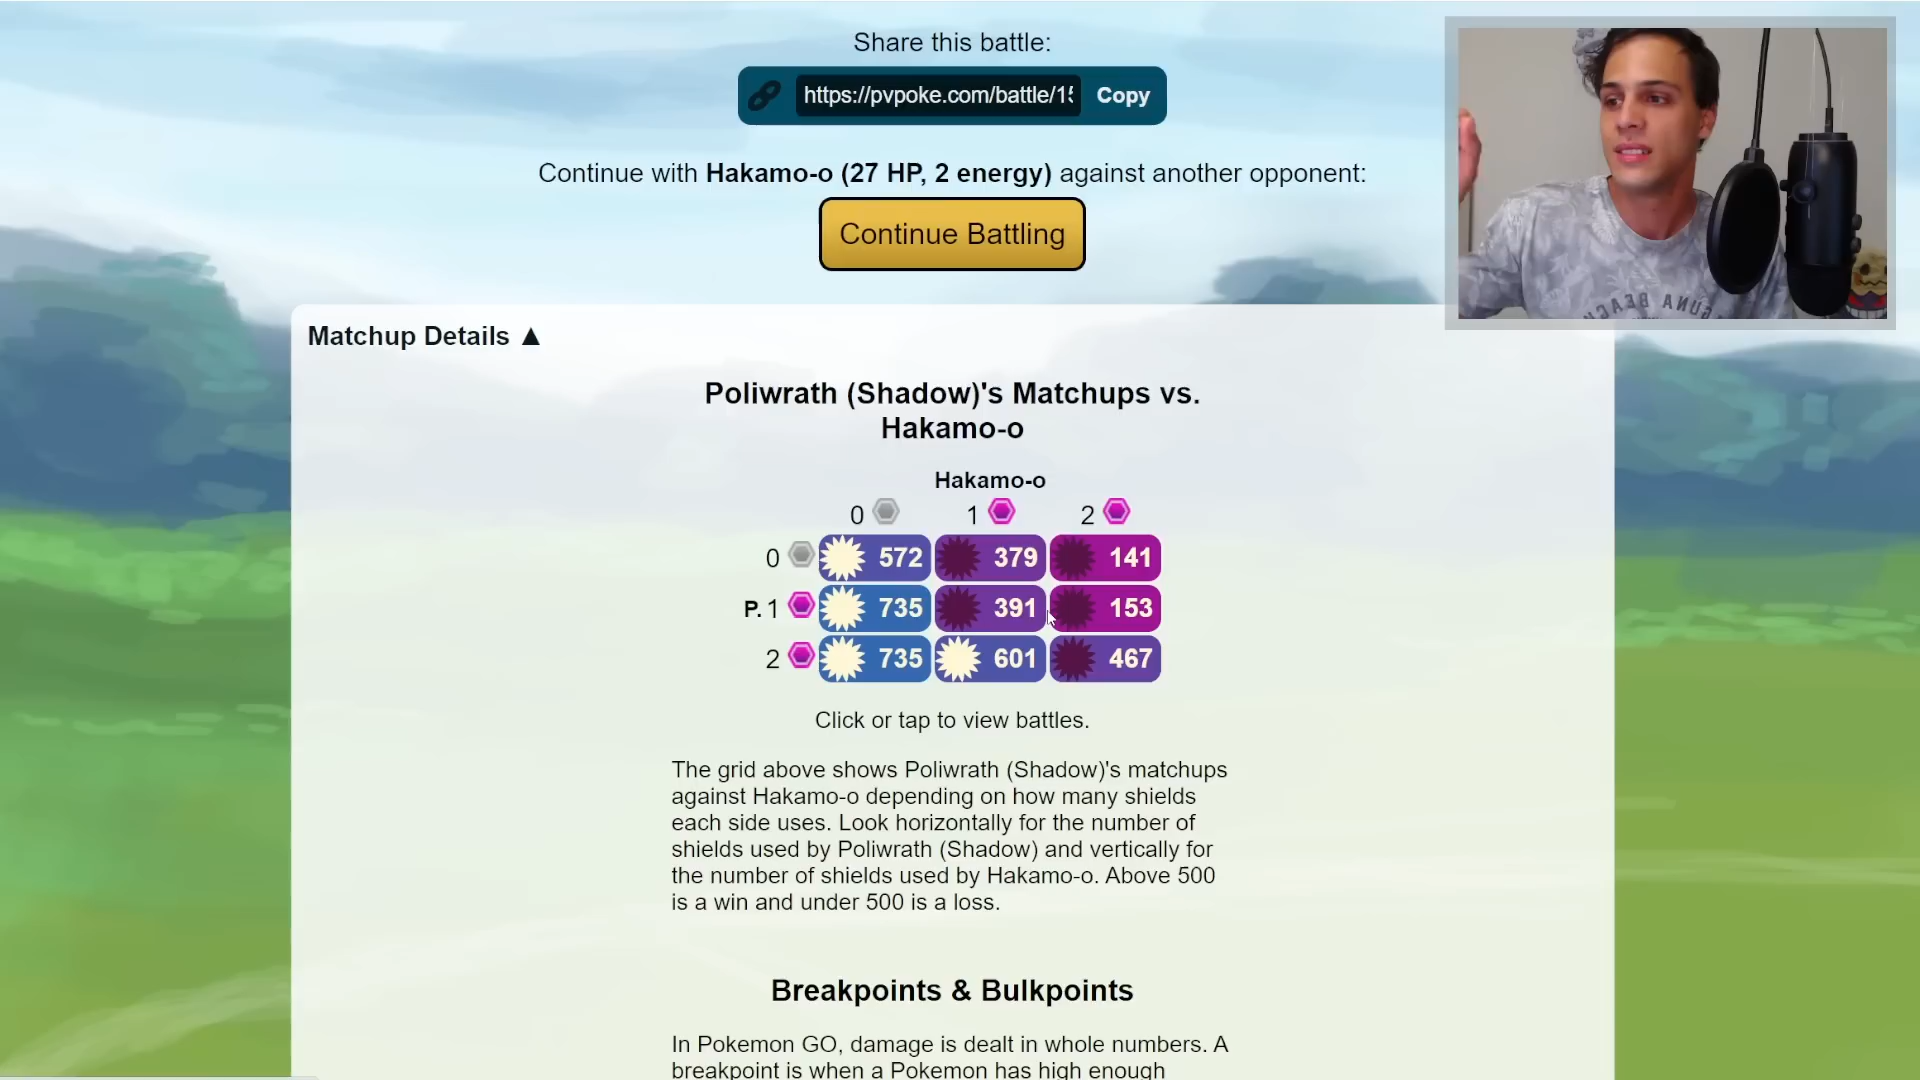 Share this battle:
https://pvpoke.com/battle/15
Copy
Continue with Hakamo-o (27 HP, 2 energy) against another opponent:
Continue Battling
Matchup Details ▲
Poliwrath (Shadow)'s Matchups vs.
Hakamo-o
Hakamo-o
0 1 2
0 572 379 141
P. 1 735 391 153
2 735 601 467
Click or tap to view battles.
The grid above shows Poliwrath (Shadow)'s matchups
against Hakamo-o depending on how many shields
each side uses. Look horizontally for the number of
shields used by Poliwrath (Shadow) and vertically for
the number of shields used by Hakamo-o. Above 500
is a win and under 500 is a loss.
Breakpoints & Bulkpoints
In Pokemon GO, damage is dealt in whole numbers. A
breakpoint is when a Pokemon has high enough